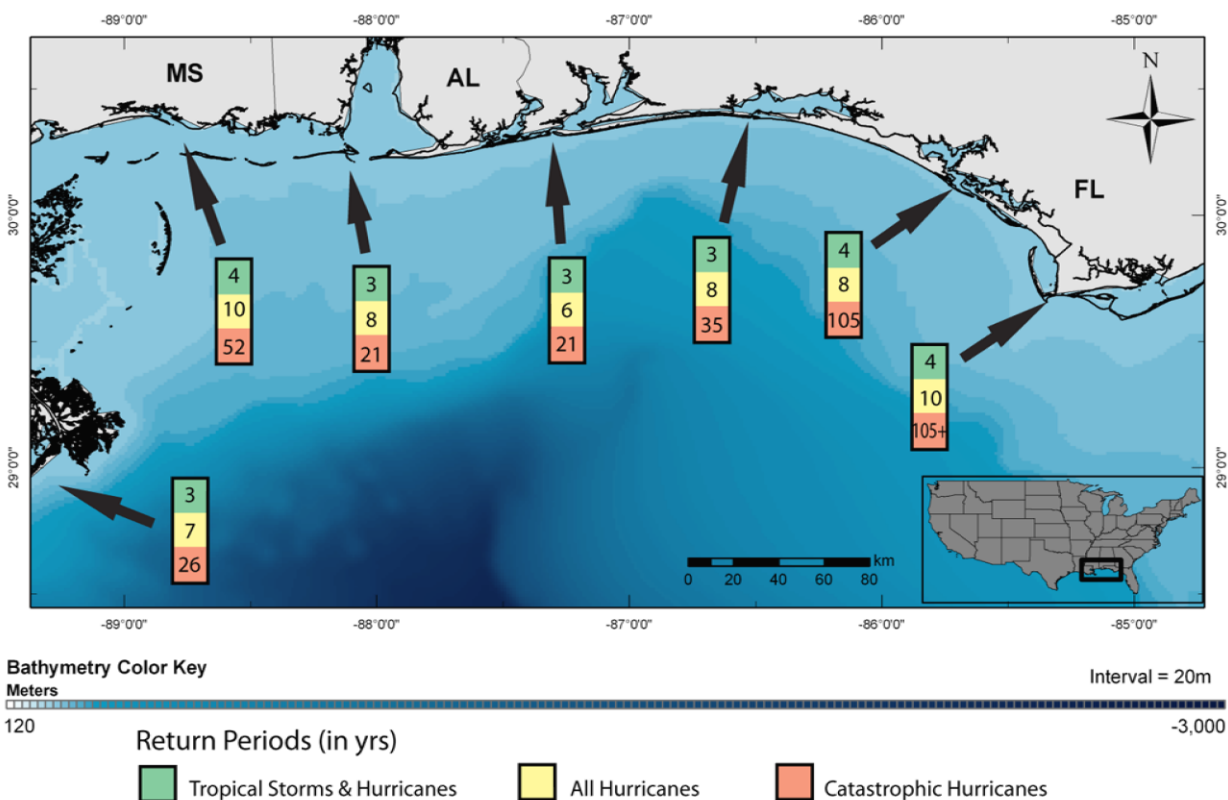 -89°0'0" -88°0'0" -87°0'0" -86°0'0" -85°0'0"
MS
AL
N
FL
30°0'0"
30°0'0"
4
10
52
3
8
21
3
6
21
3
8
35
4
8
105
4
10
105+
29°0'0"
29°0'0"
3
7
26
km
0 20 40 60 80
-89°0'0" -88°0'0" -87°0'0" -86°0'0" -85°0'0"
Bathymetry Color Key
Meters
Interval = 20m
120
-3,000
Return Periods (in yrs)
Tropical Storms & Hurricanes
All Hurricanes
Catastrophic Hurricanes